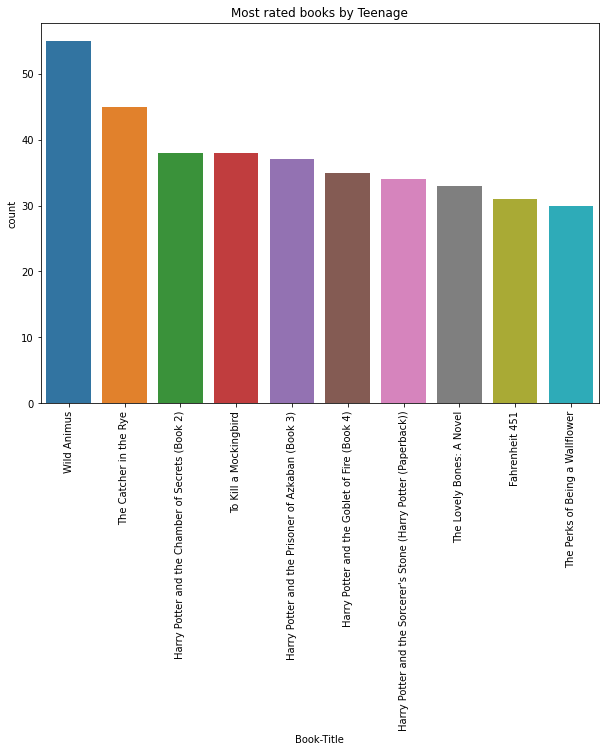 Most rated books by Teenage
count
50
40
30
20
10
0
Wild Animus
The Catcher in the Rye
Harry Potter and the Chamber of Secrets (Book 2)
To Kill a Mockingbird
Harry Potter and the Prisoner of Azkaban (Book 3)
Harry Potter and the Goblet of Fire (Book 4)
Harry Potter and the Sorcerer's Stone (Harry Potter (Paperback))
The Lovely Bones: A Novel
Fahrenheit 451
The Perks of Being a Wallflower
Book-Title